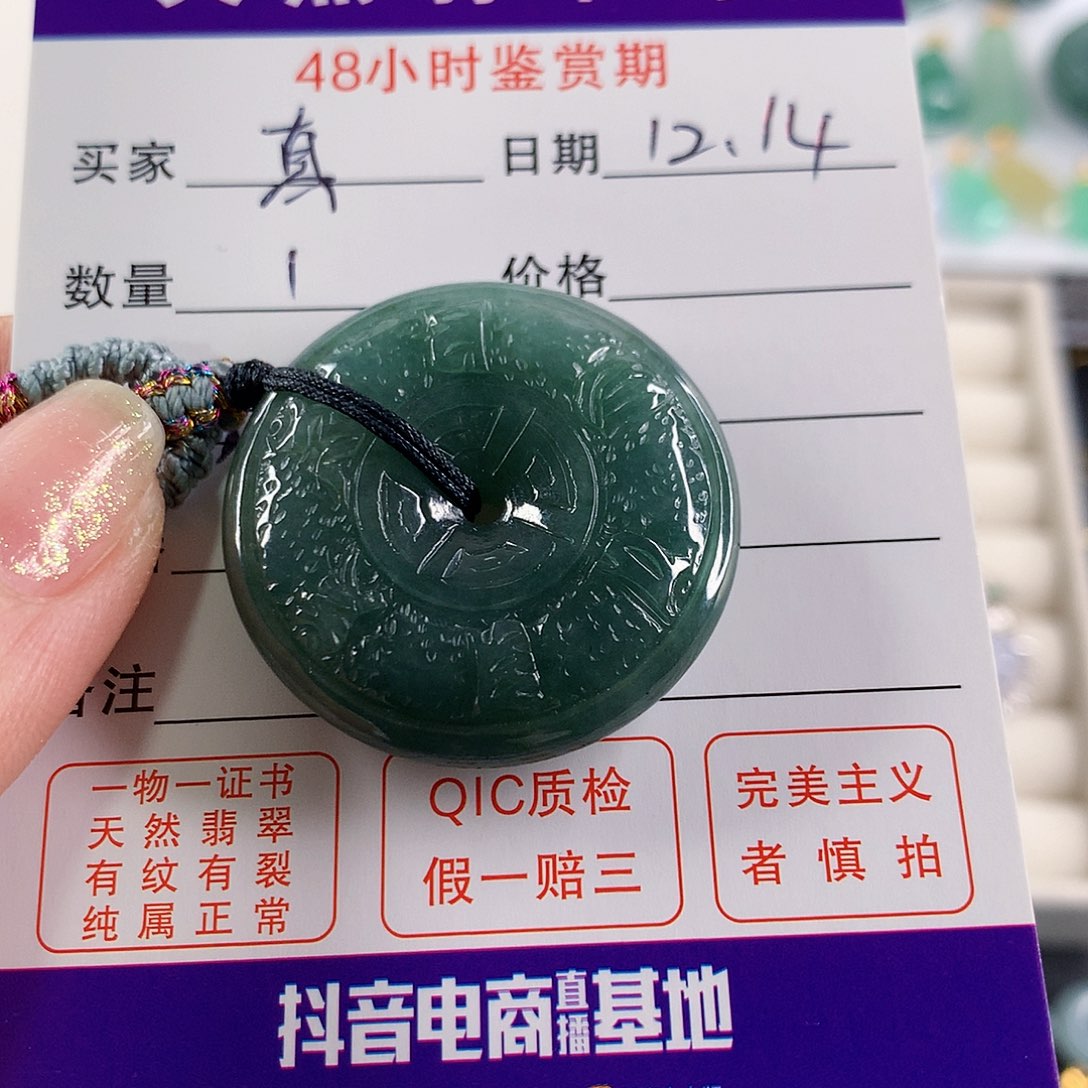 48小时鉴赏期
买家 真 日期 12.14
数量 1 价格
备注
一物一证书
天然翡翠
有纹有裂
纯属正常
QIC质检
假一赔三
完美主义
者慎拍
抖音电商直播基地